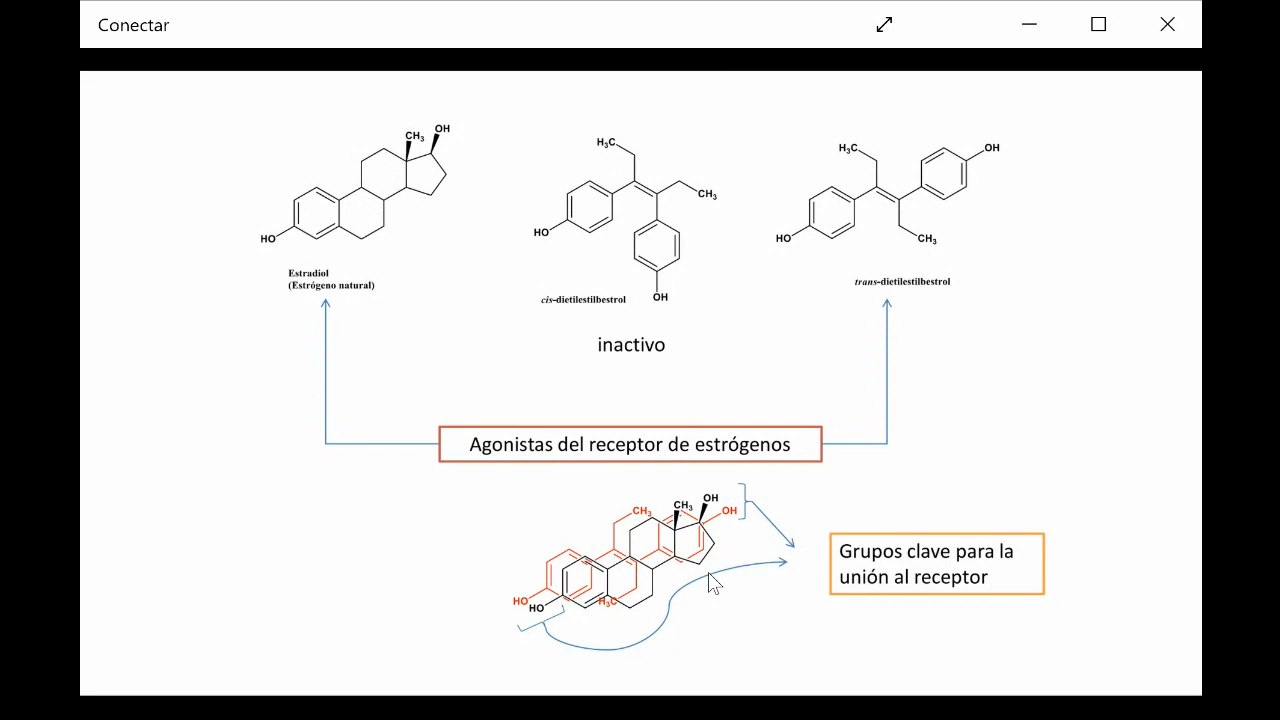 Conectar
CH3
OH
HO
Estradiol
(Estrógeno natural)
H3C
CH3
HO
OH
cis-dietilestilbestrol
inactivo
H3C
OH
HO
CH3
trans-dietilestilbestrol
Agonistas del receptor de estrógenos
CH3
CH3
OH
OH
HO
HO
H3C
Grupos clave para la
unión al receptor